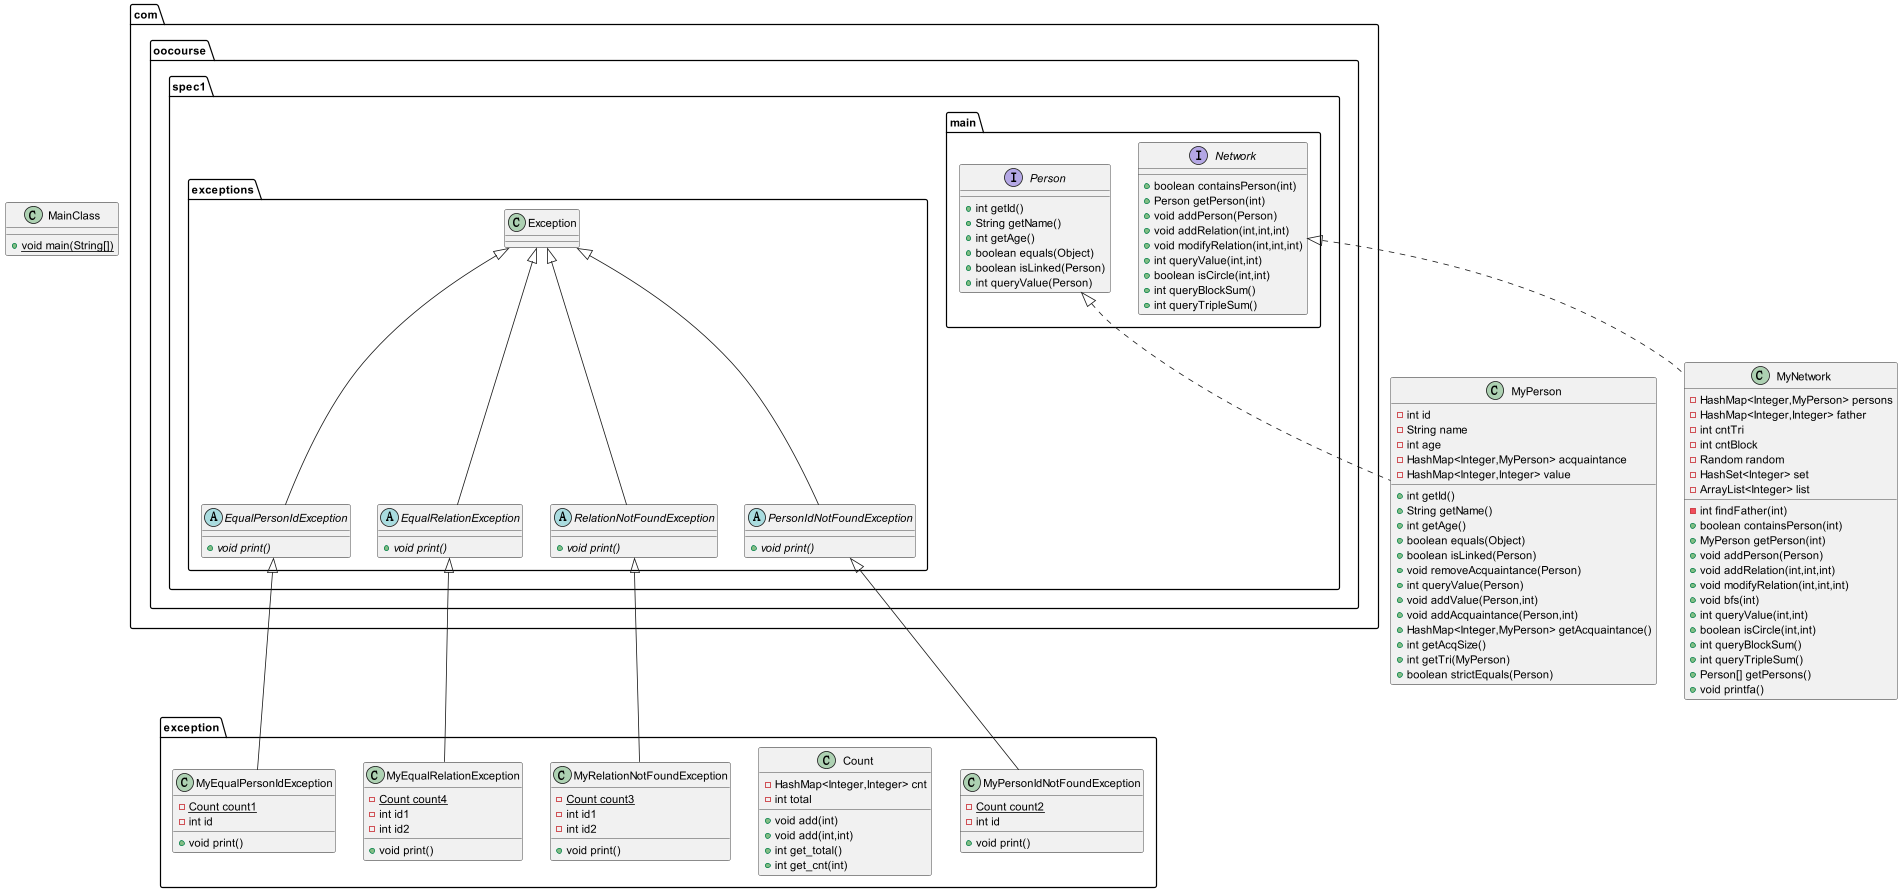 com
oocourse
spec1
main
I Network
boolean containsPerson(int)
Person getPerson(int)
void addPerson(Person)
void addRelation(int,int,int)
void modifyRelation(int,int,int)
int queryValue(int,int)
boolean isCircle(int,int)
int queryBlockSum()
int queryTripleSum()
I Person
int getId()
String getName()
int getAge()
boolean equals(Object)
boolean isLinked(Person)
int queryValue(Person)
exceptions
C Exception
C MainClass
void main(String[])
A EqualPersonIdException
void print()
A EqualRelationException
void print()
A RelationNotFoundException
void print()
A PersonIdNotFoundException
void print()
C MyPerson
int id
String name
int age
HashMap<Integer,MyPerson> acquaintance
HashMap<Integer,Integer> value
int getId()
String getName()
int getAge()
boolean equals(Object)
boolean isLinked(Person)
void removeAcquaintance(Person)
int queryValue(Person)
void addValue(Person,int)
void addAcquaintance(Person,int)
HashMap<Integer,MyPerson> getAcquaintance()
int getAcqSize()
int getTri(MyPerson)
boolean strictEquals(Person)
C MyNetwork
HashMap<Integer,MyPerson> persons
HashMap<Integer,Integer> father
int cntTri
int cntBlock
Random random
HashSet<Integer> set
ArrayList<Integer> list
int findFather(int)
boolean containsPerson(int)
MyPerson getPerson(int)
void addPerson(Person)
void addRelation(int,int,int)
void modifyRelation(int,int,int)
void bfs(int)
int queryValue(int,int)
boolean isCircle(int,int)
int queryBlockSum()
int queryTripleSum()
Person[] getPersons()
void printfa()
exception
C MyEqualPersonIdException
Count count1
int id
void print()
C MyEqualRelationException
Count count4
int id1
int id2
void print()
C MyRelationNotFoundException
Count count3
int id1
int id2
void print()
C Count
HashMap<Integer,Integer> cnt
int total
void add(int)
void add(int,int)
int get_total()
int get_cnt(int)
C MyPersonIdNotFoundException
Count count2
int id
void print()